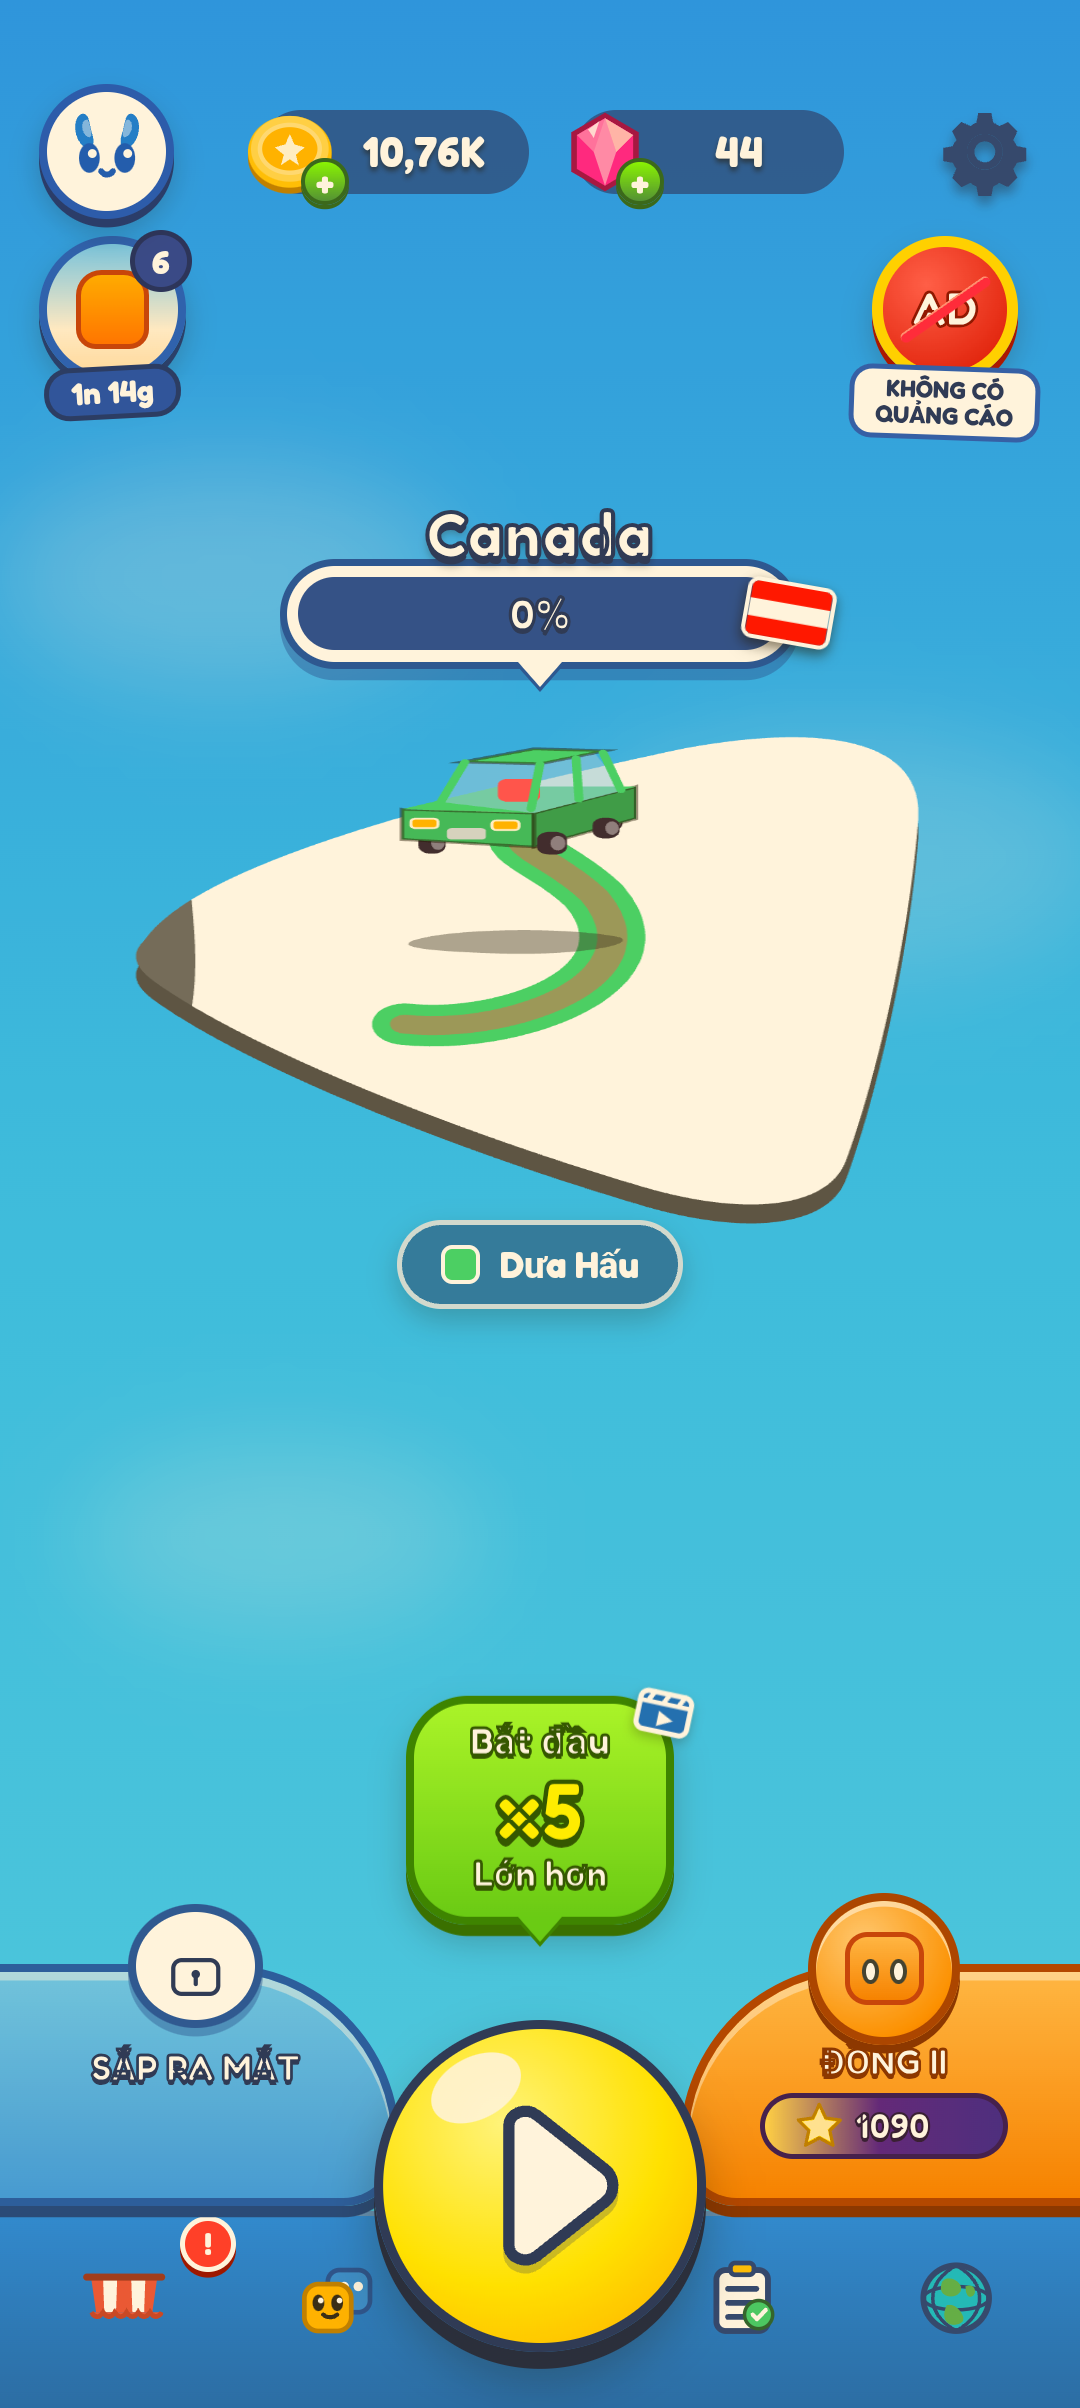 10,76K
44
6
1n 14g
AD
KHÔNG CÓ
QUẢNG CÁO
Canada
0%
Dưa Hấu
Bắt đầu
×5
Lớn hơn
SẮP RA MẮT
ĐỒNG II
1090